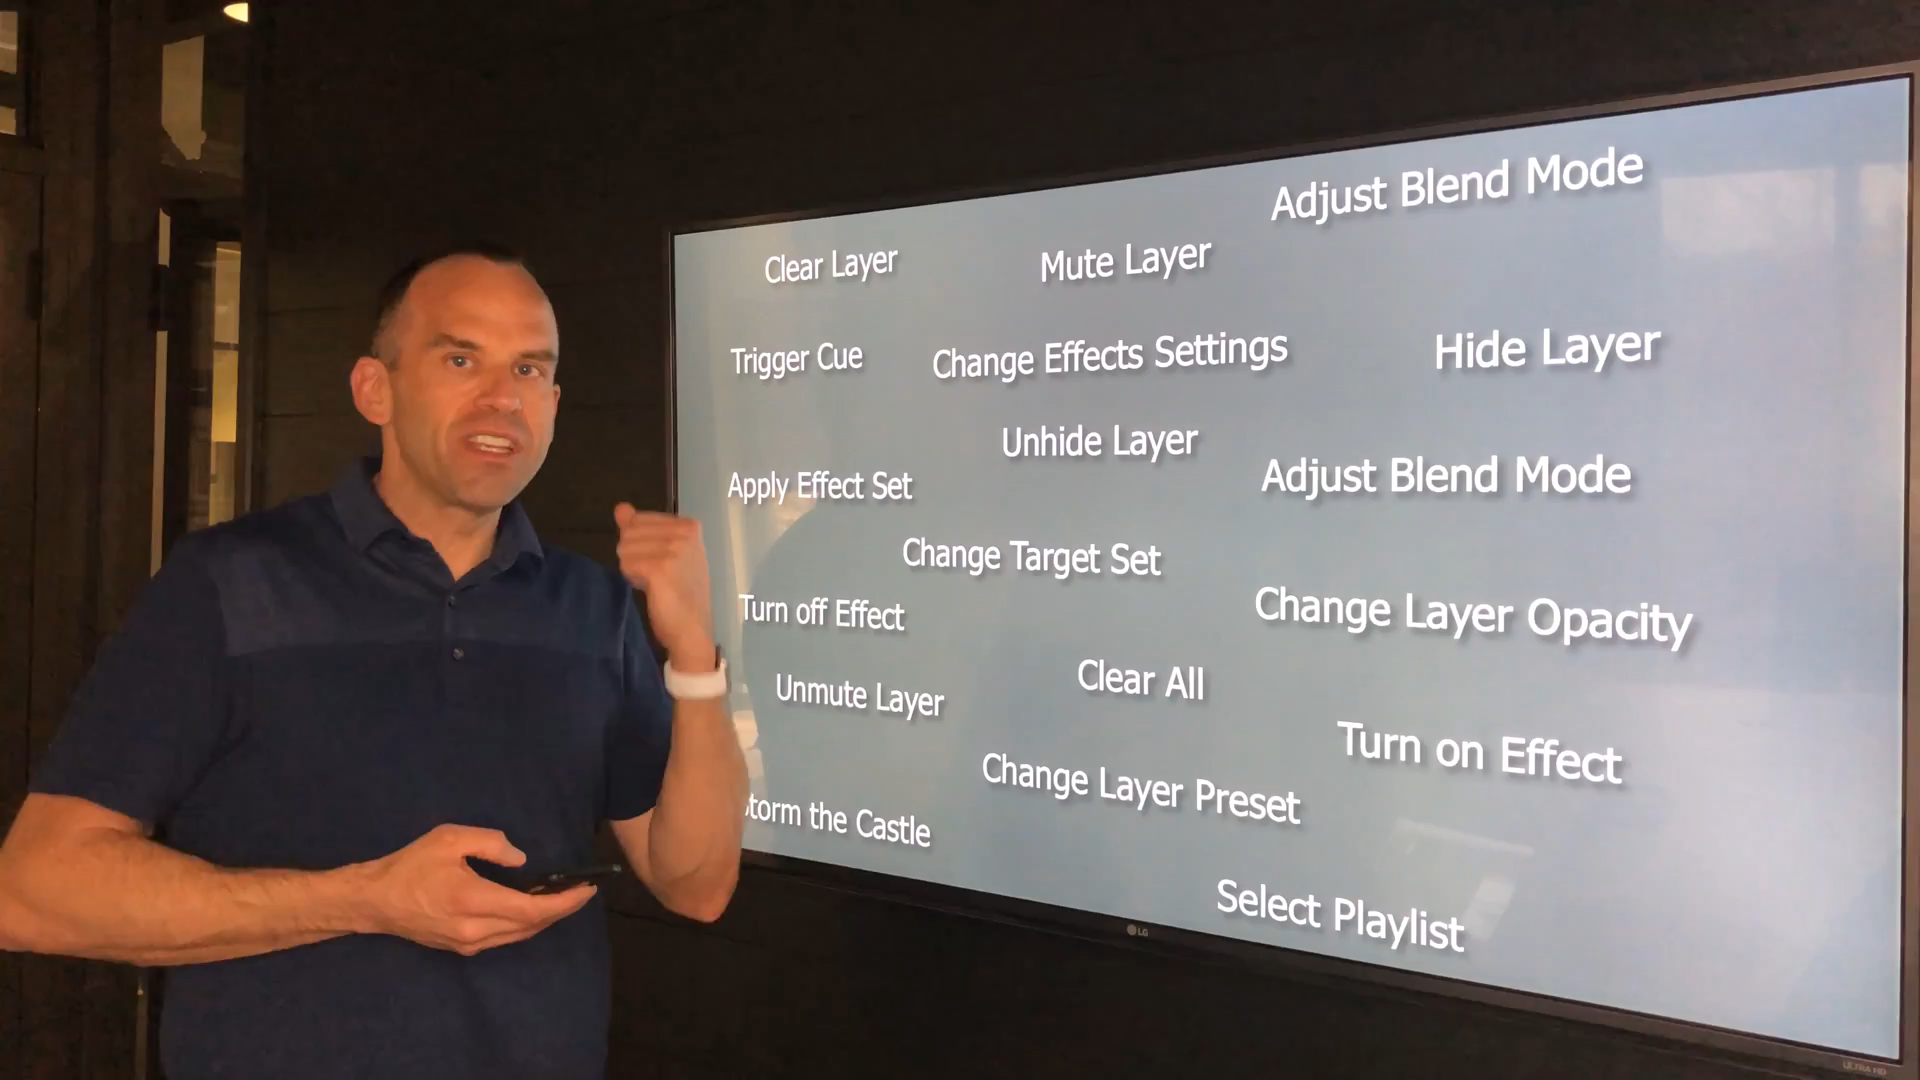 Adjust Blend Mode
Clear Layer
Mute Layer
Trigger Cue
Change Effects Settings
Hide Layer
Unhide Layer
Apply Effect Set
Adjust Blend Mode
Change Target Set
Turn off Effect
Change Layer Opacity
Unmute Layer
Clear All
Turn on Effect
Change Layer Preset
torm the Castle
Select Playlist
LG
ULTRA HD